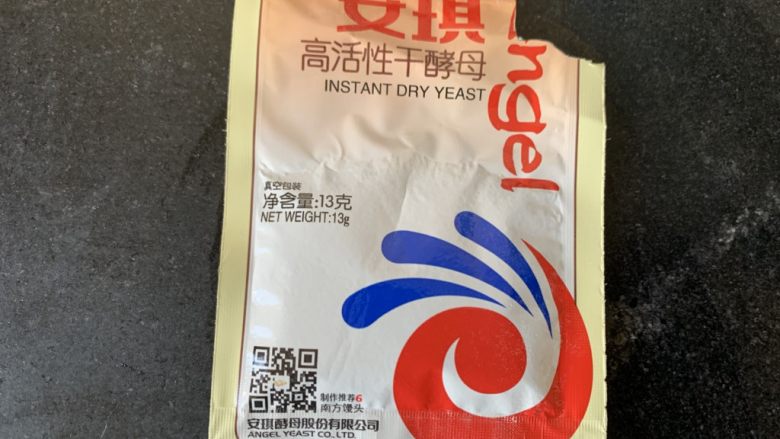 安琪
Angel
高活性干酵母
INSTANT DRY YEAST
真空包装
净含量:13克
NET WEIGHT:13g
制作推荐6
南方馒头
安琪酵母股份有限公司
ANGEL YEAST CO., LTD.